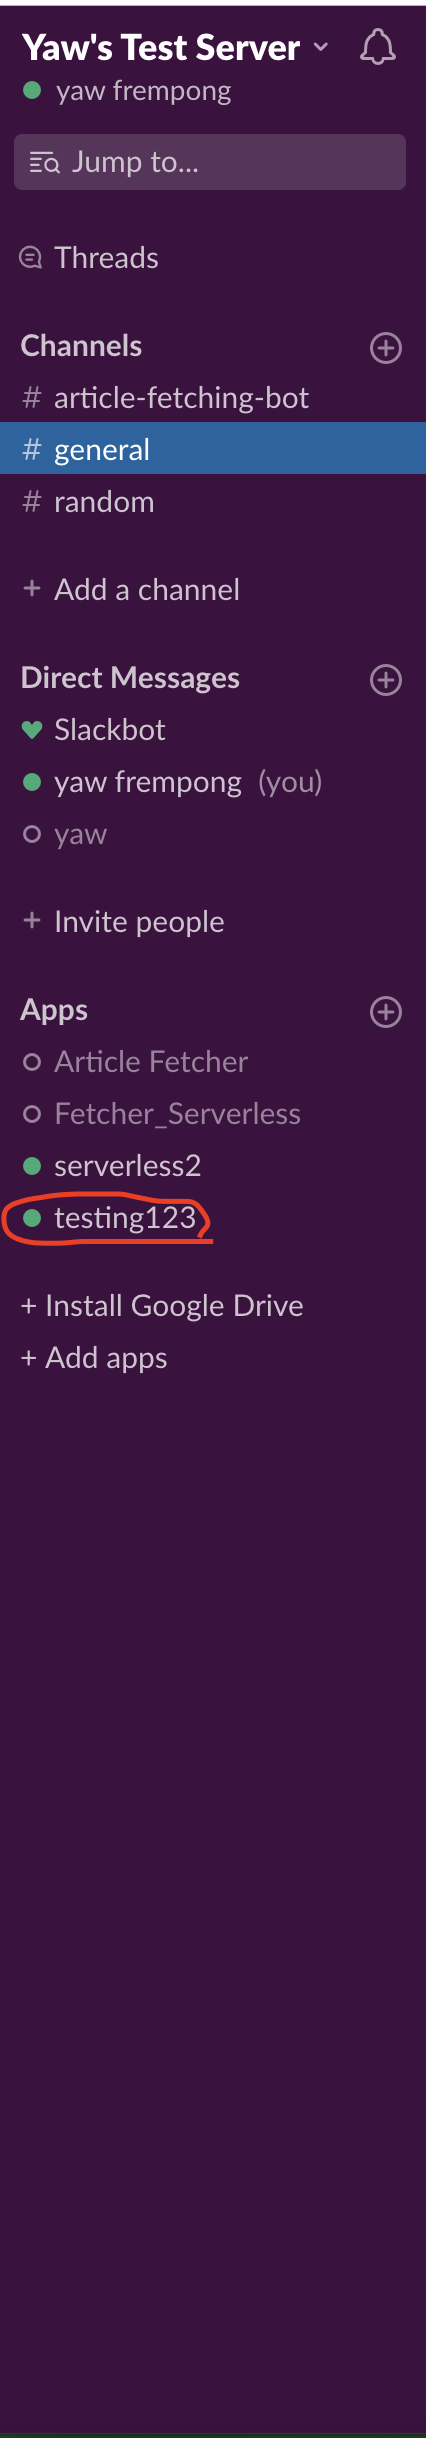 Yaw's Test Server
yaw frempong
Jump to...
Threads
Channels
# article-fetching-bot
# general
# random
+ Add a channel
Direct Messages
Slackbot
yaw frempong (you)
yaw
+ Invite people
Apps
Article Fetcher
Fetcher_Serverless
serverless2
testing123
+ Install Google Drive
+ Add apps